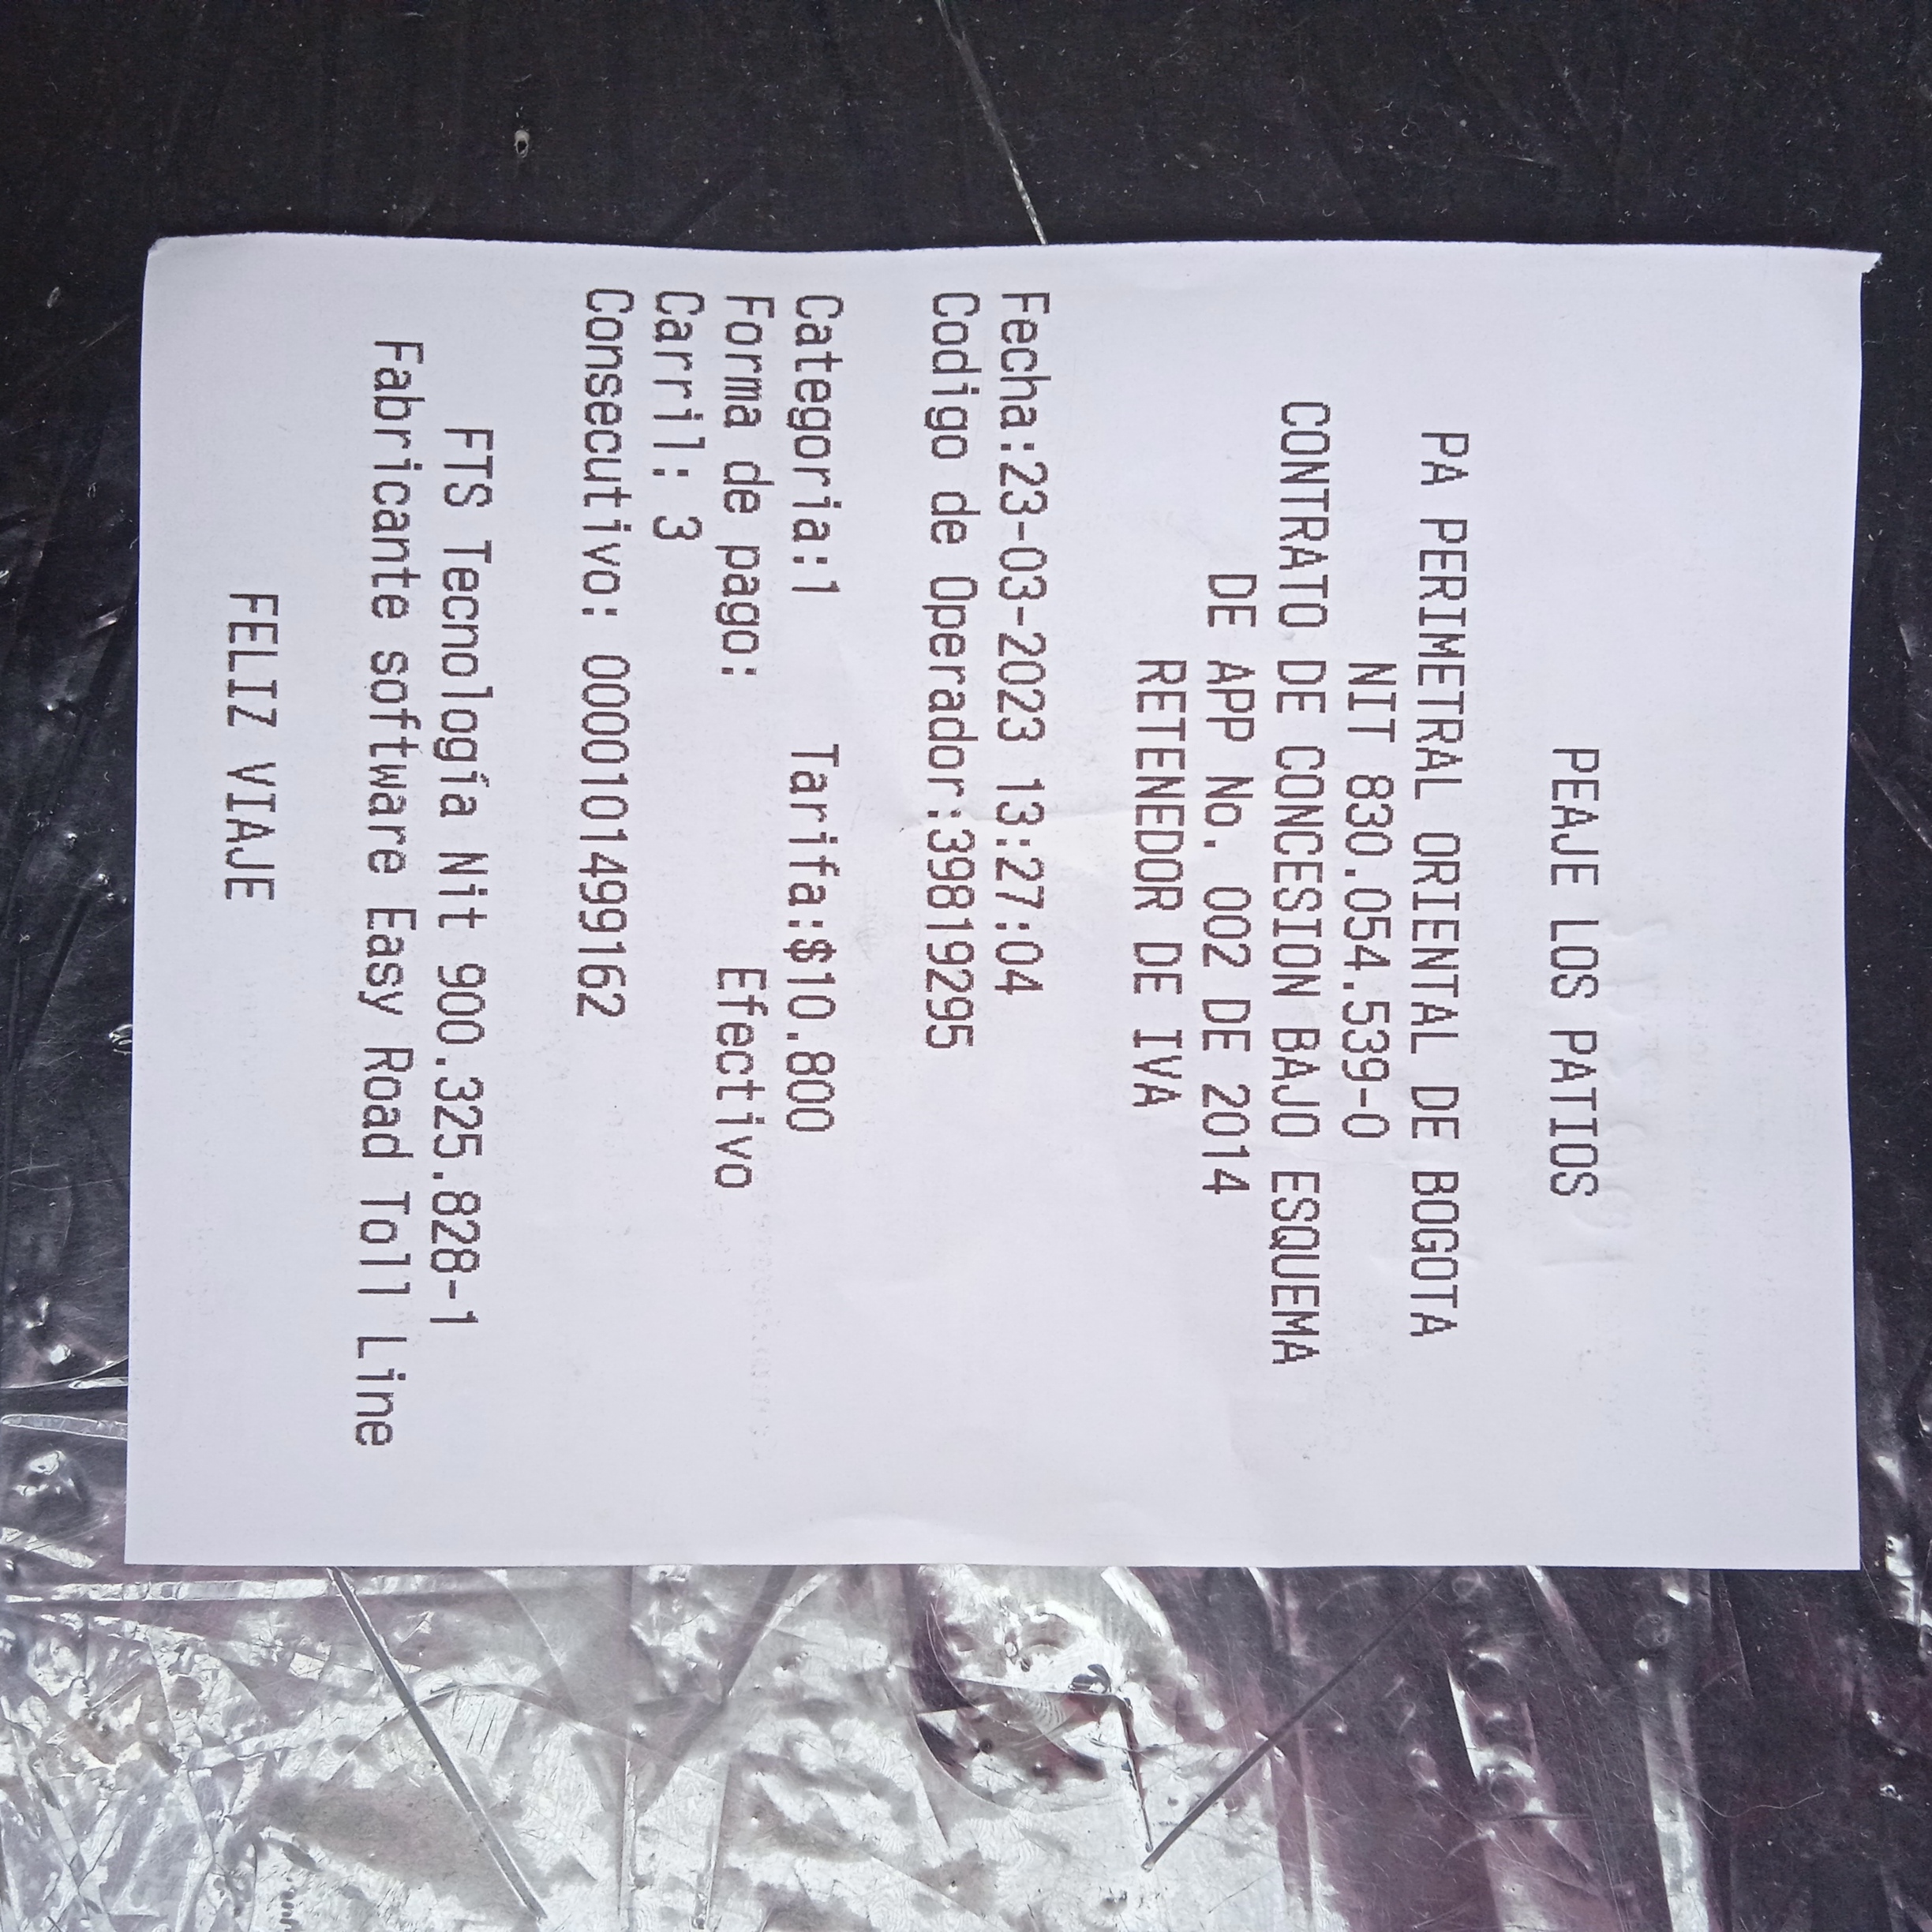 PEAJE LOS PATIOS
PA PERIMETRAL ORIENTAL DE BOGOTA
NIT 830.054.539-0
CONTRATO DE CONCESION BAJO ESQUEMA
DE APP No. 002 DE 2014
RETENEDOR DE IVA
Fecha:23-03-2023 13:27:04
Codigo de Operador:39819295
Categoria:1 Tarifa:$10.800
Forma de pago: Efectivo
Carril: 3
Consecutivo: 0000101499162
FTS Tecnología Nit 900.325.828-1
Fabricante software Easy Road Toll Line
FELIZ VIAJE